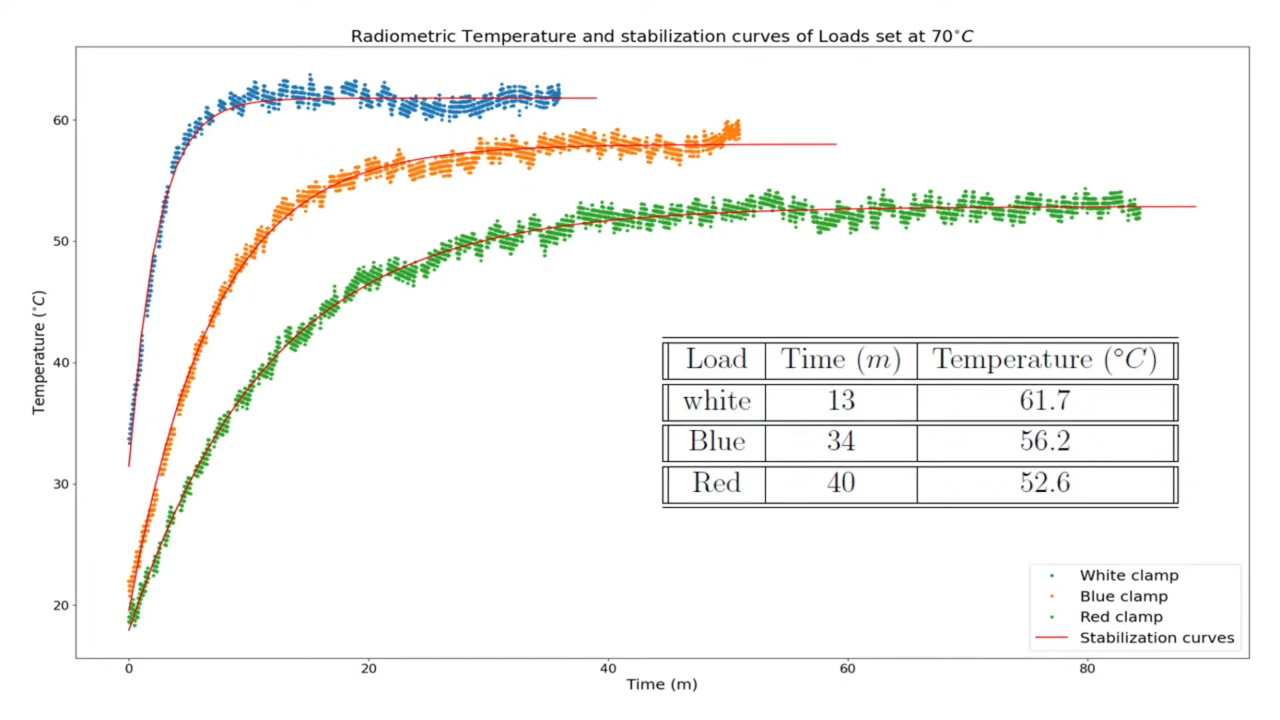 Radiometric Temperature and stabilization curves of Loads set at 70°C
Temperature (°C)
60
50
40
30
20
Load Time (m) Temperature (°C)
white 13 61.7
Blue 34 56.2
Red 40 52.6
White clamp
Blue clamp
Red clamp
Stabilization curves
0 20 40 60 80
Time (m)